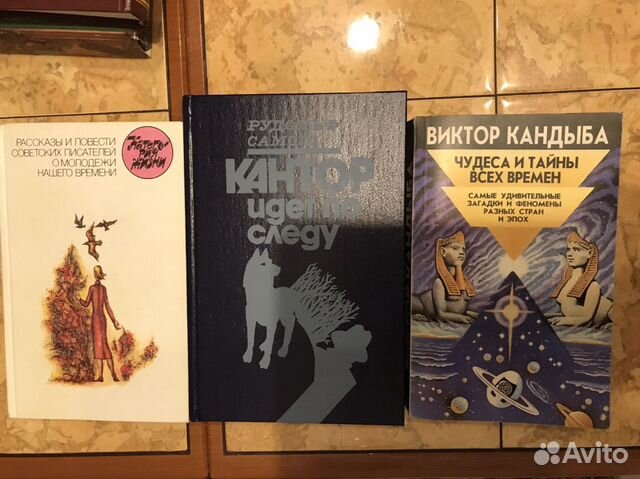 РАССКАЗЫ И ПОВЕСТИ
СОВЕТСКИХ ПИСАТЕЛЕЙ
О МОЛОДЕЖИ
НАШЕГО ВРЕМЕНИ
КАНТОР
идет по
следу
ВИКТОР КАНДЫБА
ЧУДЕСА И ТАЙНЫ
ВСЕХ ВРЕМЕН
САМЫЕ УДИВИТЕЛЬНЫЕ
ЗАГАДКИ И ФЕНОМЕНЫ
РАЗНЫХ СТРАН
И ЭПОХ
Avito